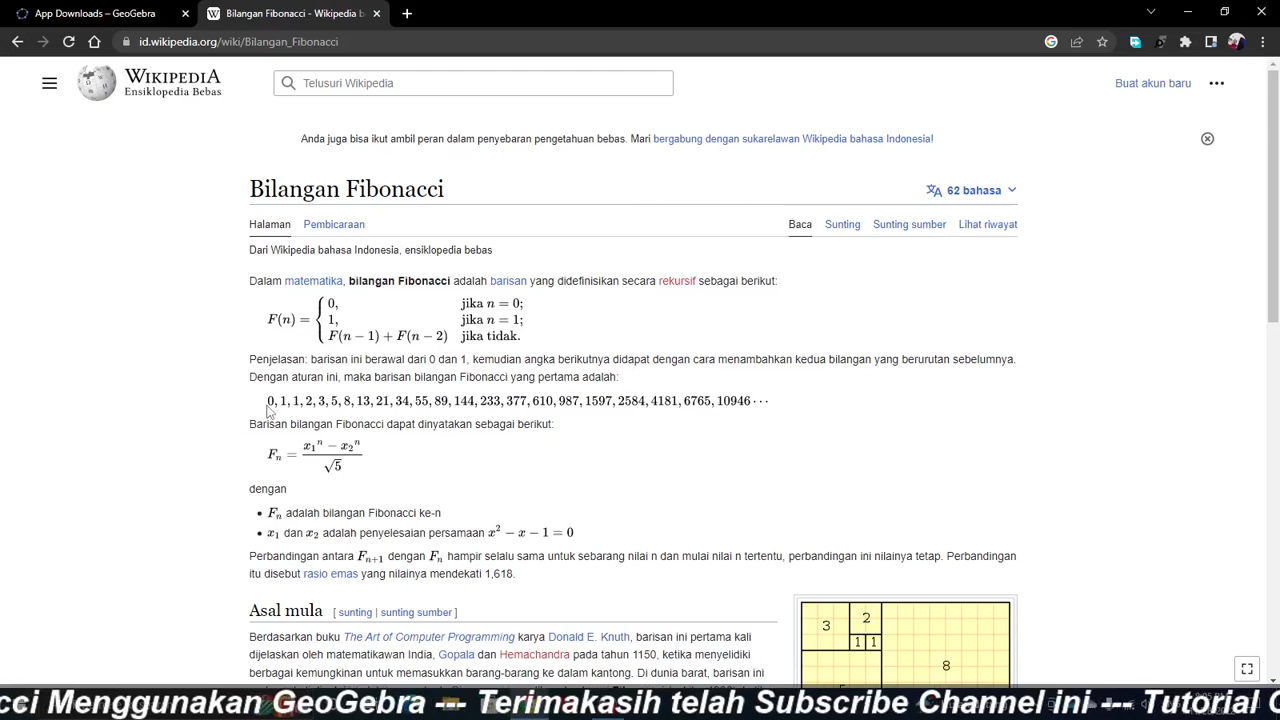 App Downloads – GeoGebra
Bilangan Fibonacci - Wikipedia b
id.wikipedia.org/wiki/Bilangan_Fibonacci
WIKIPEDIA
Ensiklopedia Bebas
Telusuri Wikipedia
Buat akun baru
Anda juga bisa ikut ambil peran dalam penyebaran pengetahuan bebas. Mari bergabung dengan sukarelawan Wikipedia bahasa Indonesia!
Bilangan Fibonacci
62 bahasa
Halaman Pembicaraan Baca Sunting Sunting sumber Lihat riwayat
Dari Wikipedia bahasa Indonesia, ensiklopedia bebas
Dalam matematika, bilangan Fibonacci adalah barisan yang didefinisikan secara rekursif sebagai berikut:
0, jika n = 0;
F(n) = { 1, jika n = 1;
F(n − 1) + F(n − 2) jika tidak.
Penjelasan: barisan ini berawal dari 0 dan 1, kemudian angka berikutnya didapat dengan cara menambahkan kedua bilangan yang berurutan sebelumnya.
Dengan aturan ini, maka barisan bilangan Fibonacci yang pertama adalah:
0, 1, 1, 2, 3, 5, 8, 13, 21, 34, 55, 89, 144, 233, 377, 610, 987, 1597, 2584, 4181, 6765, 10946 ⋯
Barisan bilangan Fibonacci dapat dinyatakan sebagai berikut:
Fₙ = (x₁ⁿ − x₂ⁿ) / √5
dengan
• Fₙ adalah bilangan Fibonacci ke-n
• x₁ dan x₂ adalah penyelesaian persamaan x² − x − 1 = 0
Perbandingan antara Fₙ₊₁ dengan Fₙ hampir selalu sama untuk sebarang nilai n dan mulai nilai n tertentu, perbandingan ini nilainya tetap. Perbandingan
itu disebut rasio emas yang nilainya mendekati 1,618.
Asal mula [ sunting | sunting sumber ]
Berdasarkan buku The Art of Computer Programming karya Donald E. Knuth, barisan ini pertama kali
dijelaskan oleh matematikawan India, Gopala dan Hemachandra pada tahun 1150, ketika menyelidiki
berbagai kemungkinan untuk memasukkan barang-barang ke dalam kantong. Di dunia barat, barisan ini
3 2
1 1
8
cci Menggunakan GeoGebra --- Terimakasih telah Subscribe Channel ini --- Tutorial